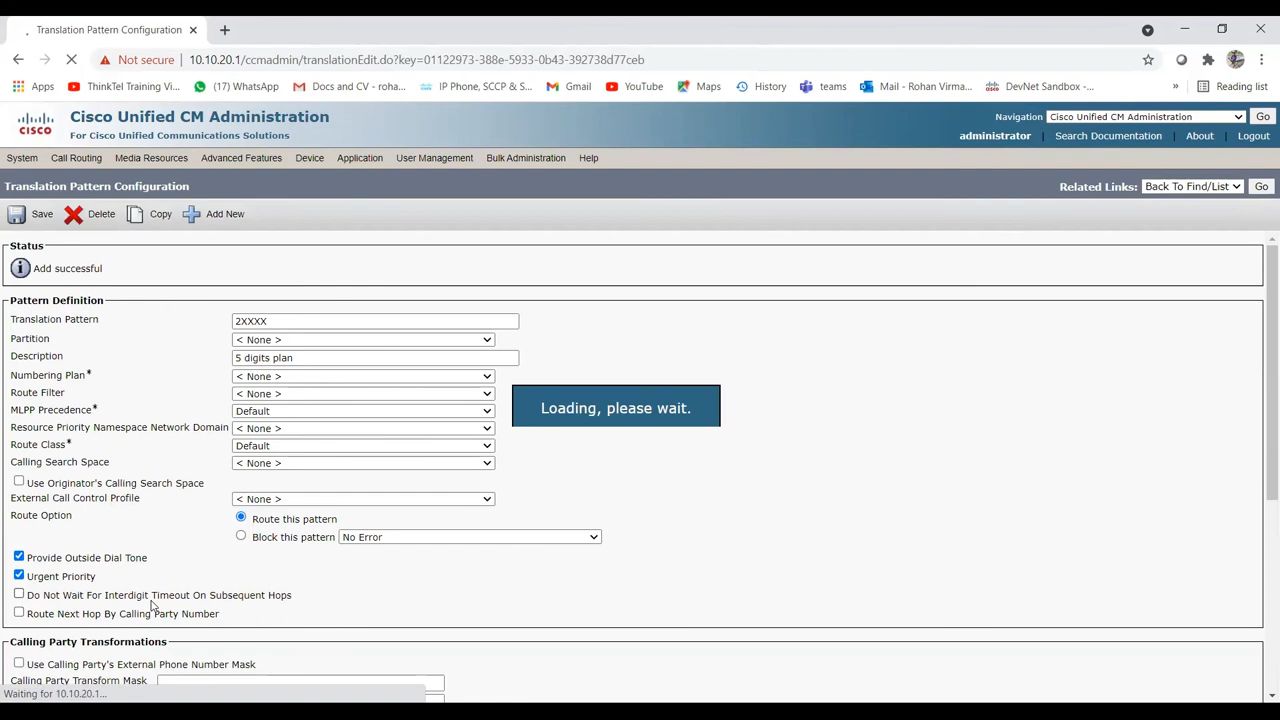 Translation Pattern Configuration
Not secure 10.10.20.1/ccmadmin/translationEdit.do?key=01122973-388e-5933-0b43-392738d77ceb
Apps ThinkTel Training Vi... (17) WhatsApp Docs and CV - roha... IP Phone, SCCP & S... Gmail YouTube Maps History teams Mail - Rohan Virma... DevNet Sandbox -... » Reading list
Cisco Unified CM Administration Navigation Cisco Unified CM Administration Go
CISCO For Cisco Unified Communications Solutions administrator Search Documentation About Logout
System Call Routing Media Resources Advanced Features Device Application User Management Bulk Administration Help
Translation Pattern Configuration Related Links: Back To Find/List Go
Save Delete Copy Add New
Status
Add successful
Pattern Definition
Translation Pattern 2XXXX
Partition < None >
Description 5 digits plan
Numbering Plan* < None >
Route Filter < None >
MLPP Precedence* Default
Loading, please wait.
Resource Priority Namespace Network Domain < None >
Route Class* Default
Calling Search Space < None >
Use Originator's Calling Search Space
External Call Control Profile < None >
Route Option Route this pattern
Block this pattern No Error
Provide Outside Dial Tone
Urgent Priority
Do Not Wait For Interdigit Timeout On Subsequent Hops
Route Next Hop By Calling Party Number
Calling Party Transformations
Use Calling Party's External Phone Number Mask
Calling Party Transform Mask
Waiting for 10.10.20.1...